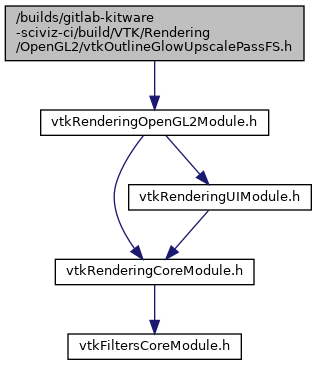 /builds/gitlab-kitware
-sciviz-ci/build/VTK/Rendering
/OpenGL2/vtkOutlineGlowUpscalePassFS.h
vtkRenderingOpenGL2Module.h
vtkRenderingUIModule.h
vtkRenderingCoreModule.h
vtkFiltersCoreModule.h